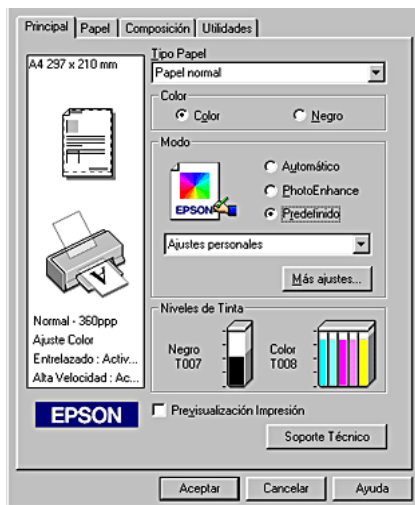 Principal Papel Composición Utilidades
A4 297 x 210 mm
Tipo Papel
Papel normal
Color
Color Negro
Modo
Automático
PhotoEnhance
Predefinido
EPSON
Ajustes personales
Más ajustes...
Normal - 360ppp
Ajuste Color
Entrelazado : Activ...
Alta Velocidad : Ac...
Niveles de Tinta
Negro
T007
Color
T008
EPSON
Previsualización Impresión
Soporte Técnico
Aceptar Cancelar Ayuda